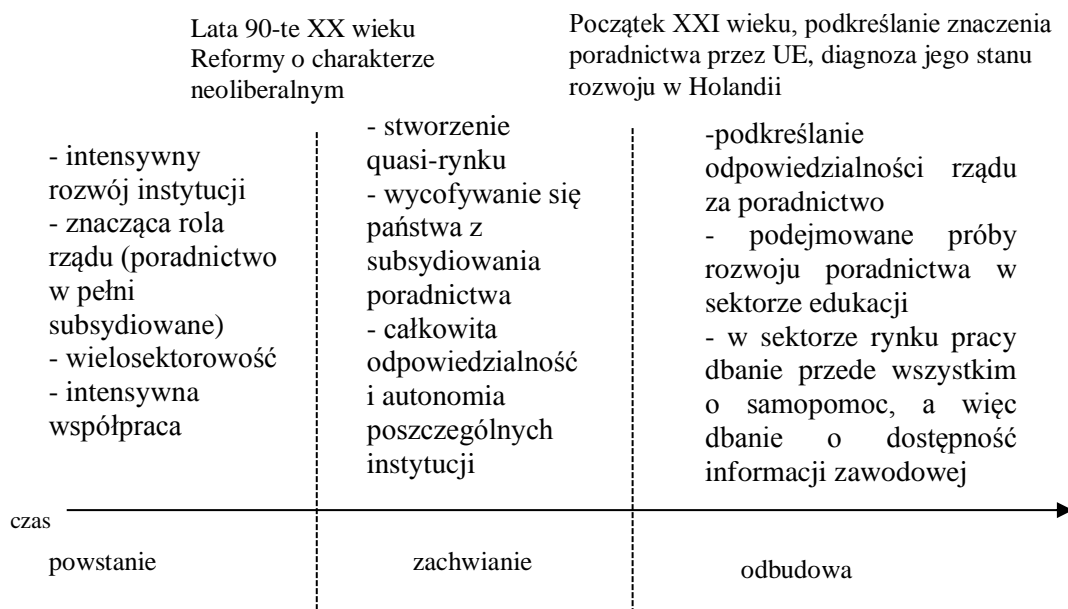 Lata 90-te XX wieku
Reformy o charakterze
neoliberalnym
Początek XXI wieku, podkreślanie znaczenia
poradnictwa przez UE, diagnoza jego stanu
rozwoju w Holandii
- intensywny
rozwój instytucji
- znacząca rola
rządu (poradnictwo
w pełni
subsydiowane)
- wielosektorowość
- intensywna
współpraca
- stworzenie
quasi-rynku
- wycofywanie się
państwa z
subsydiowania
poradnictwa
- całkowita
odpowiedzialność
i autonomia
poszczególnych
instytucji
-podkreślanie
odpowiedzialności rządu
za poradnictwo
- podejmowane próby
rozwoju poradnictwa w
sektorze edukacji
- w sektorze rynku pracy
dbanie przede wszystkim
o samopomoc, a więc
dbanie o dostępność
informacji zawodowej
czas
powstanie
zachwianie
odbudowa